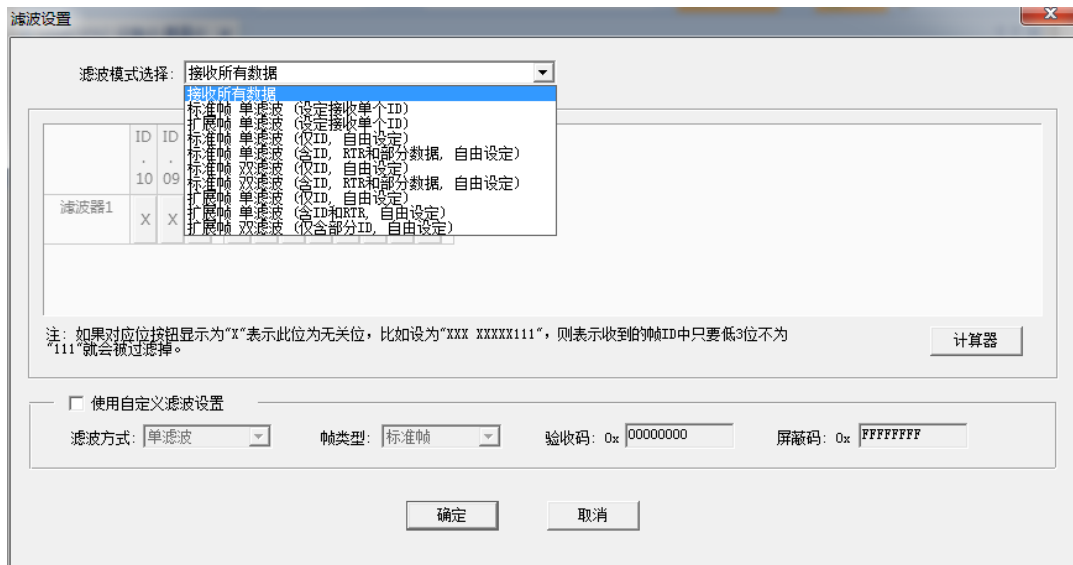 滤波设置
X
滤波模式选择: 接收所有数据
接收所有数据
标准帧 单滤波 (设定接收单个ID)
扩展帧 单滤波 (设定接收单个ID)
标准帧 单滤波 (仅ID, 自由设定)
标准帧 单滤波 (含ID, RTR和部分数据, 自由设定)
标准帧 双滤波 (仅ID, 自由设定)
标准帧 双滤波 (含ID, RTR和部分数据, 自由设定)
扩展帧 单滤波 (仅ID, 自由设定)
扩展帧 单滤波 (含ID和RTR, 自由设定)
扩展帧 双滤波 (仅含部分ID, 自由设定)
ID ID
. .
10 09
滤波器1
X X
注: 如果对应位按钮显示为"X"表示此位为无关位, 比如设为"XXX XXXXX111", 则表示收到的帧ID中只要低3位不为
"111"就会被过滤掉。
计算器
使用自定义滤波设置
滤波方式: 单滤波 帧类型: 标准帧 验收码: 0x 00000000 屏蔽码: 0x FFFFFFFF
确定 取消